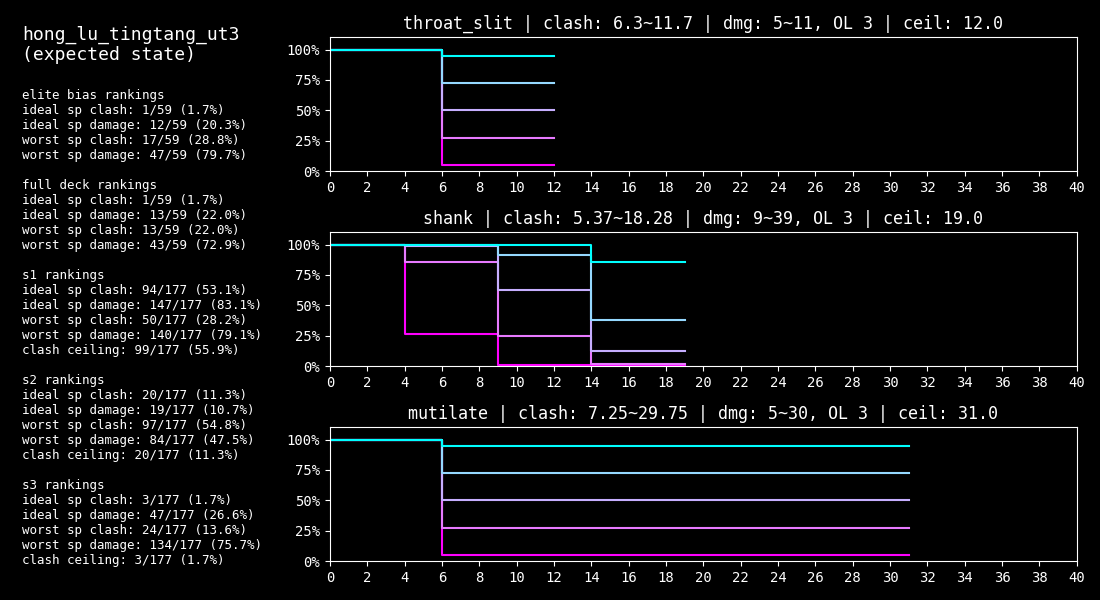 hong_lu_tingtang_ut3
(expected state)
elite bias rankings
ideal sp clash: 1/59 (1.7%)
ideal sp damage: 12/59 (20.3%)
worst sp clash: 17/59 (28.8%)
worst sp damage: 47/59 (79.7%)
full deck rankings
ideal sp clash: 1/59 (1.7%)
ideal sp damage: 13/59 (22.0%)
worst sp clash: 13/59 (22.0%)
worst sp damage: 43/59 (72.9%)
s1 rankings
ideal sp clash: 94/177 (53.1%)
ideal sp damage: 147/177 (83.1%)
worst sp clash: 50/177 (28.2%)
worst sp damage: 140/177 (79.1%)
clash ceiling: 99/177 (55.9%)
s2 rankings
ideal sp clash: 20/177 (11.3%)
ideal sp damage: 19/177 (10.7%)
worst sp clash: 97/177 (54.8%)
worst sp damage: 84/177 (47.5%)
clash ceiling: 20/177 (11.3%)
s3 rankings
ideal sp clash: 3/177 (1.7%)
ideal sp damage: 47/177 (26.6%)
worst sp clash: 24/177 (13.6%)
worst sp damage: 134/177 (75.7%)
clash ceiling: 3/177 (1.7%)
throat_slit | clash: 6.3~11.7 | dmg: 5~11, OL 3 | ceil: 12.0
100%
75%
50%
25%
0%
0 2 4 6 8 10 12 14 16 18 20 22 24 26 28 30 32 34 36 38 40
shank | clash: 5.37~18.28 | dmg: 9~39, OL 3 | ceil: 19.0
100%
75%
50%
25%
0%
0 2 4 6 8 10 12 14 16 18 20 22 24 26 28 30 32 34 36 38 40
mutilate | clash: 7.25~29.75 | dmg: 5~30, OL 3 | ceil: 31.0
100%
75%
50%
25%
0%
0 2 4 6 8 10 12 14 16 18 20 22 24 26 28 30 32 34 36 38 40